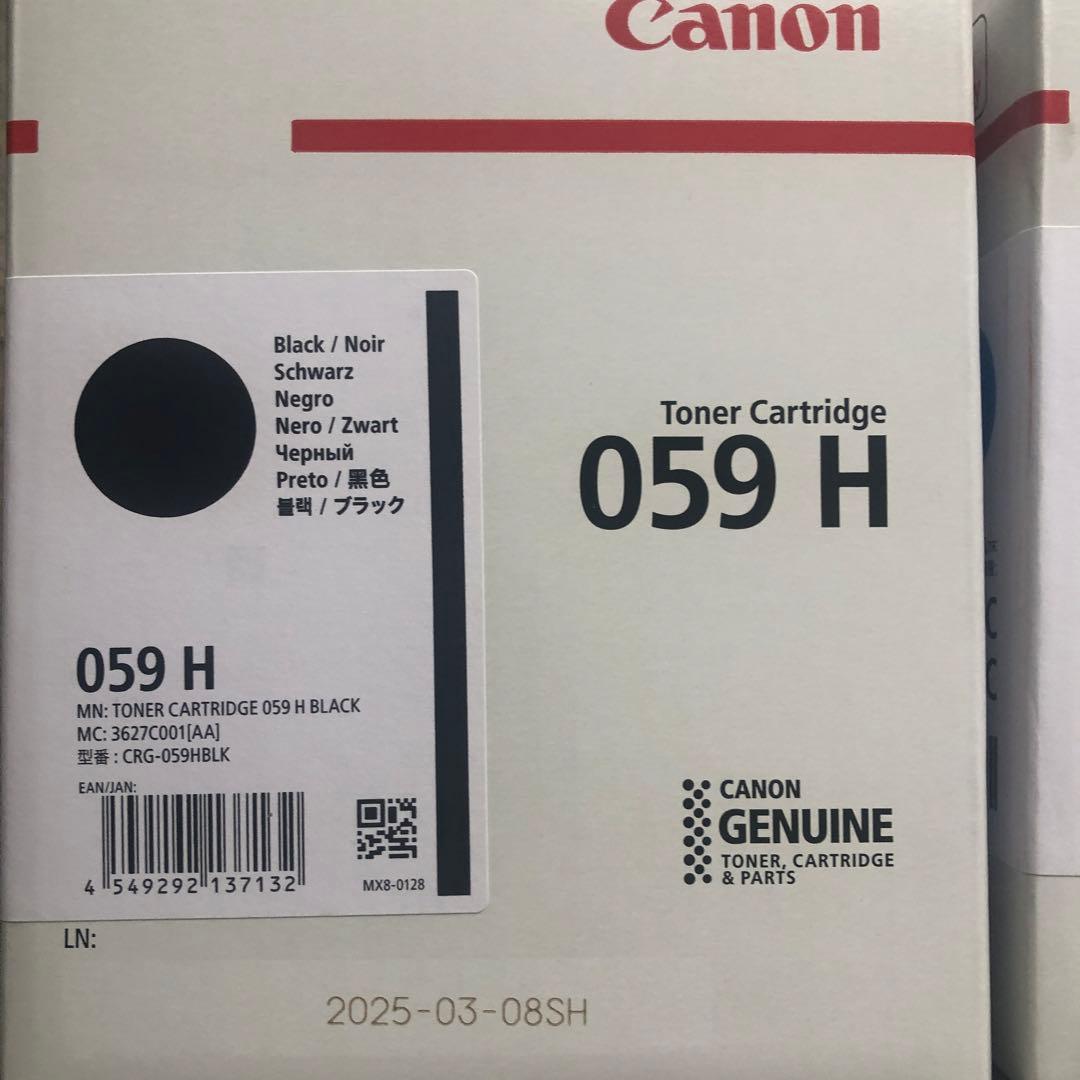 Canon
Black / Noir
Schwarz
Negro
Nero / Zwart
Черный
Preto / 黑色
블랙 / ブラック
Toner Cartridge
059 H
059 H
MN: TONER CARTRIDGE 059 H BLACK
MC: 3627C001[AA]
型番 : CRG-059HBLK
EAN/JAN:
4 549292 137132
MX8-0128
CANON
GENUINE
TONER, CARTRIDGE
& PARTS
LN:
2025-03-08SH
C
C